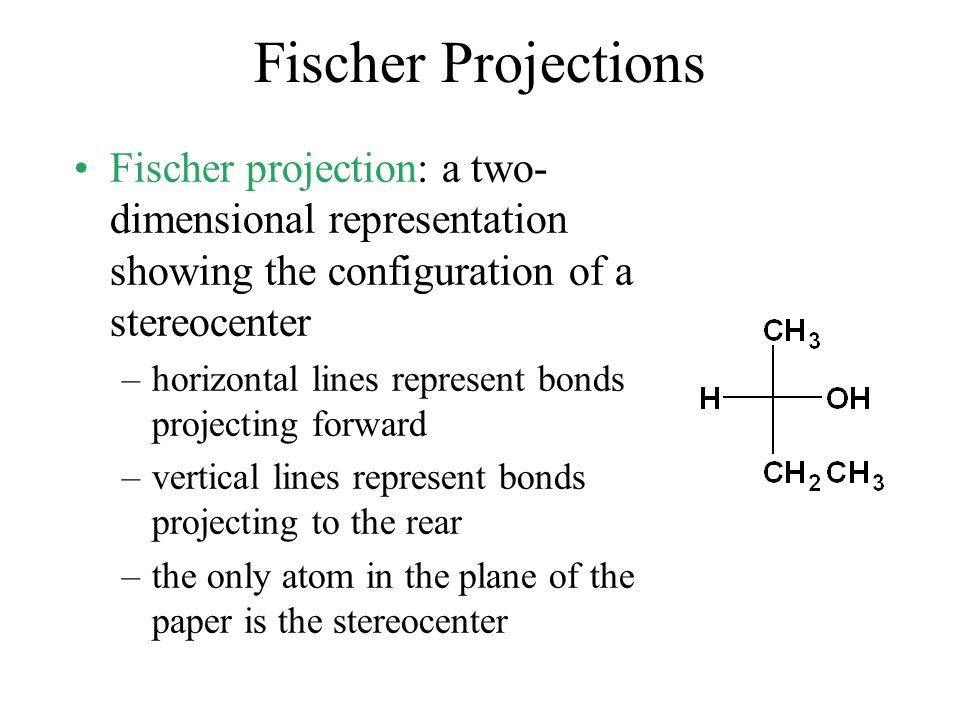 Fischer Projections
• Fischer projection: a two-
dimensional representation
showing the configuration of a
stereocenter
– horizontal lines represent bonds
projecting forward
– vertical lines represent bonds
projecting to the rear
– the only atom in the plane of the
paper is the stereocenter
CH3
H OH
CH2CH3